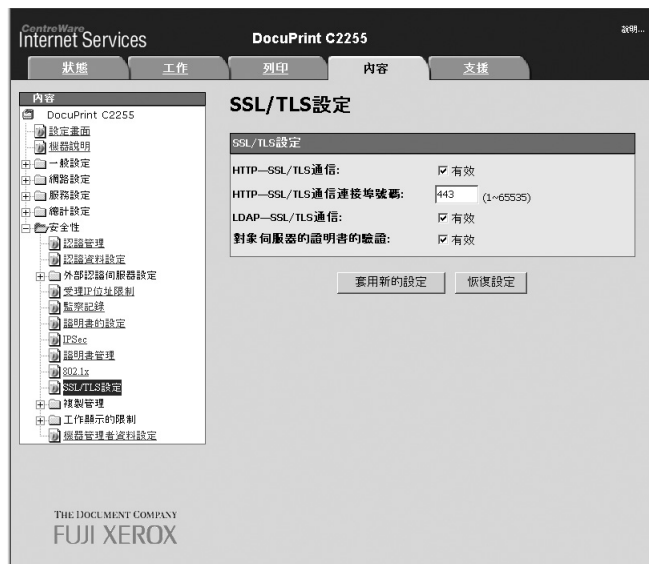 CentreWare
Internet Services
DocuPrint C2255
說明...
狀態
工作
列印
內容
支援
內容
DocuPrint C2255
設定畫面
機器說明
一般設定
網路設定
服務設定
總計設定
安全性
認證管理
認證資料設定
外部認證伺服器設定
受理IP位址限制
監察記錄
證明書的設定
IPSec
證明書管理
802.1x
SSL/TLS設定
複製管理
工作顯示的限制
機器管理者資料設定
SSL/TLS設定
SSL/TLS設定
HTTP—SSL/TLS通信: 有效
HTTP—SSL/TLS通信連接埠號碼: 443 (1~65535)
LDAP—SSL/TLS通信: 有效
對象伺服器的證明書的驗證: 有效
套用新的設定
恢復設定
THE DOCUMENT COMPANY
FUJI XEROX